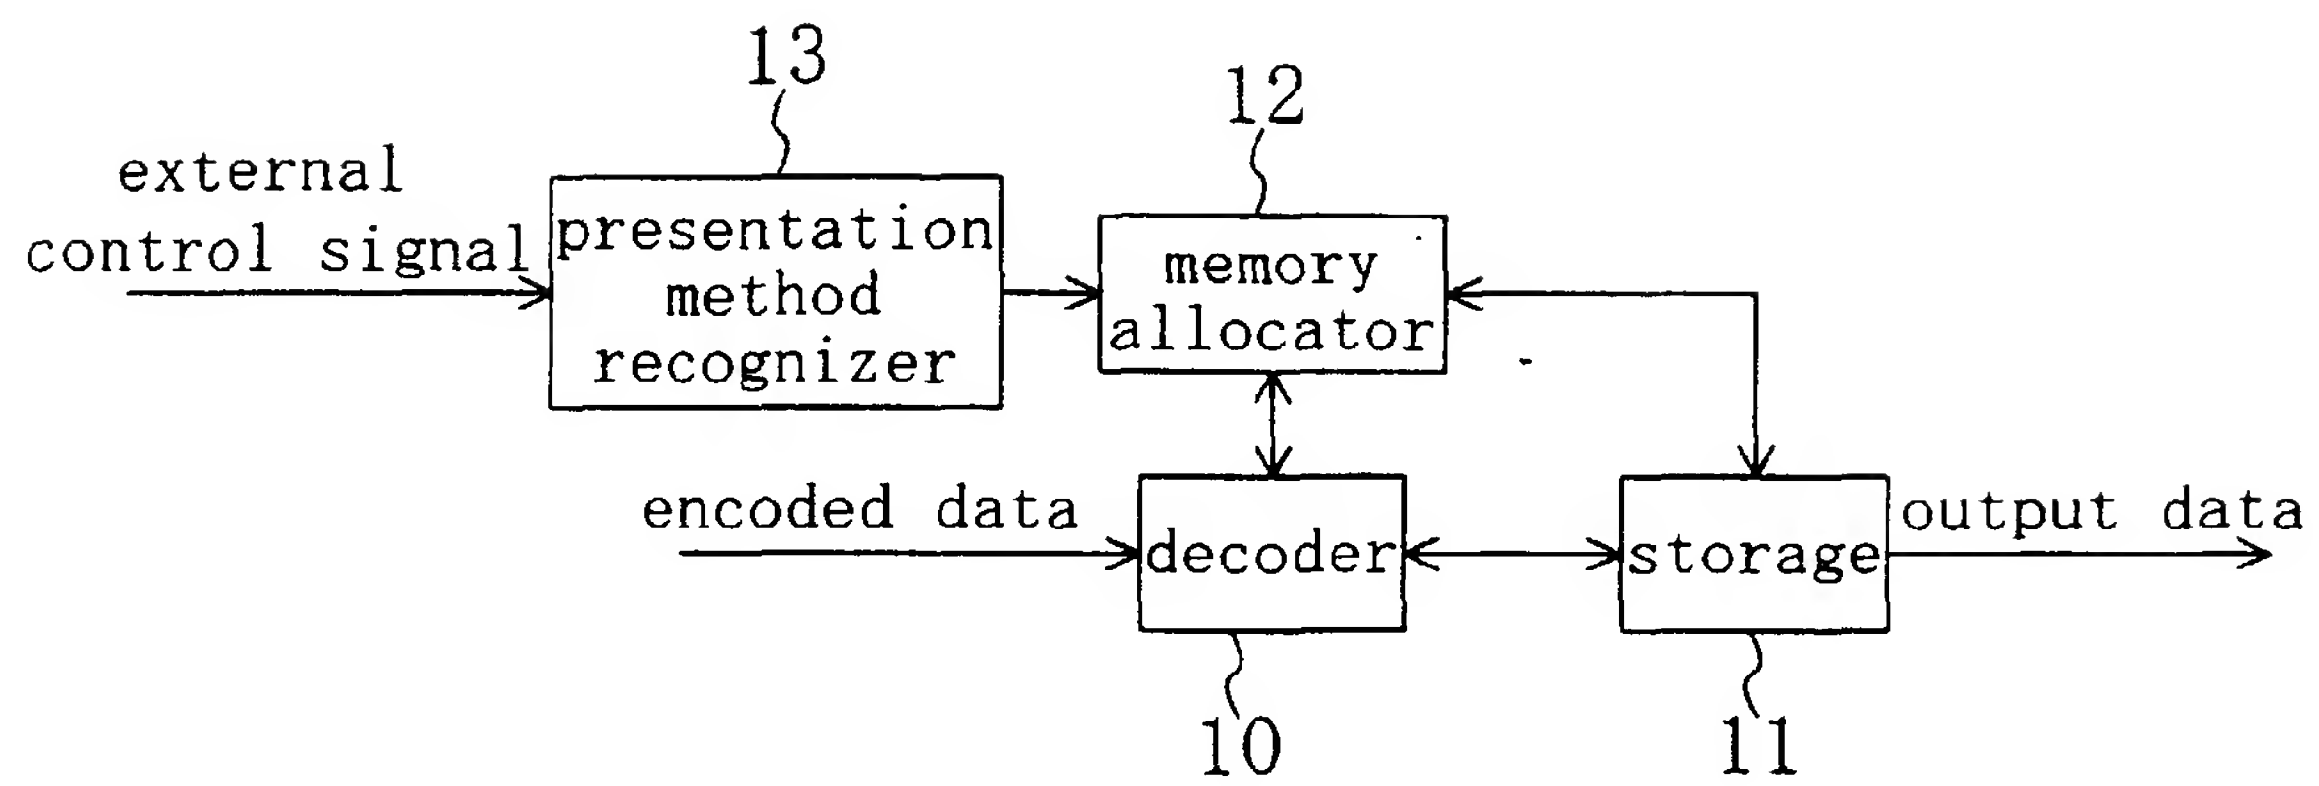 13
12
external
control signal
presentation
method
recognizer
memory
allocator
encoded data
decoder
storage
output data
10
11